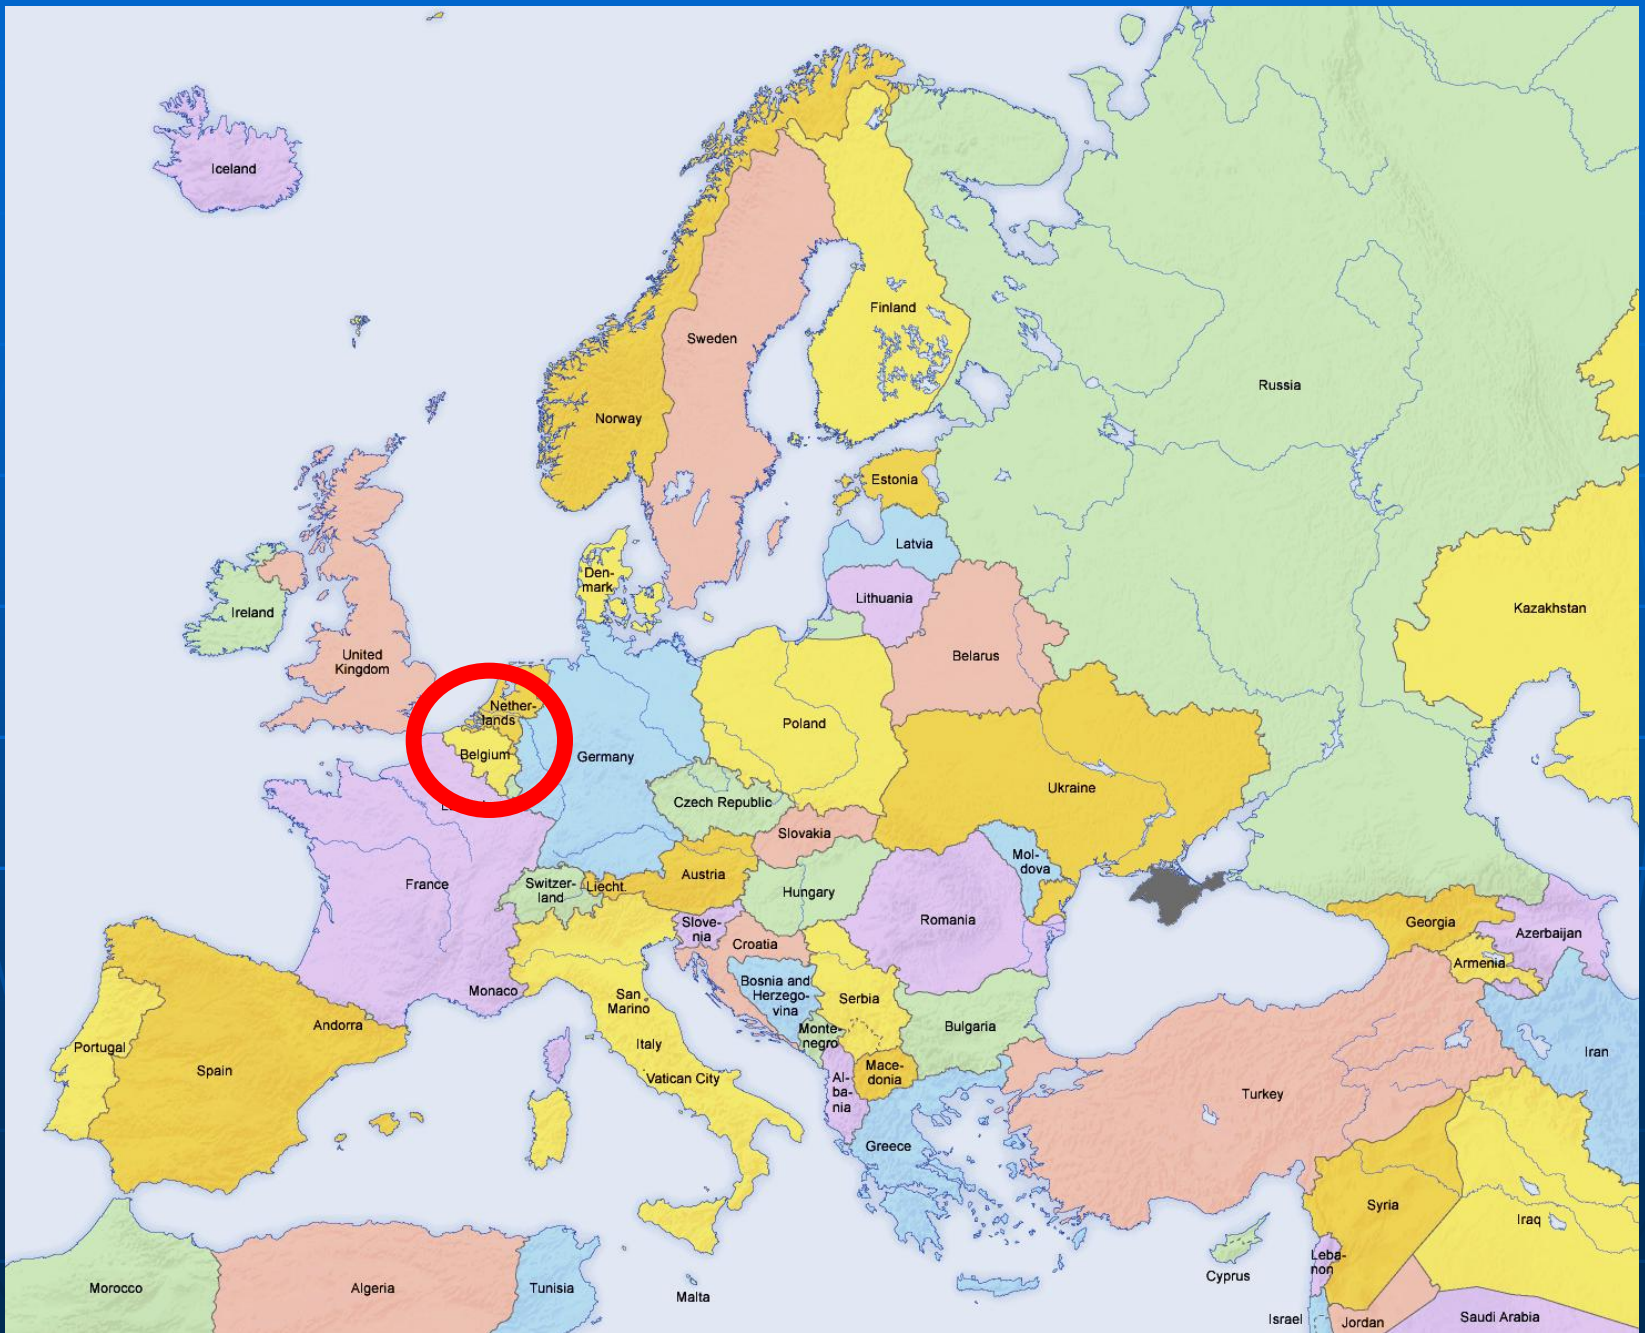 Iceland
Finland
Sweden
Russia
Norway
Estonia
Latvia
Den-
mark
Lithuania
Kazakhstan
Ireland
United
Kingdom
Belarus
Nether-
lands
Poland
Belgium
Germany
Ukraine
Czech Republic
Slovakia
Mol-
dova
Austria
France
Switzer-
land
Liecht.
Hungary
Romania
Georgia
Azerbaijan
Slove-
nia
Croatia
Armenia
Bosnia and
Herzego-
vina
Monaco
San
Marino
Serbia
Andorra
Bulgaria
Monte-
negro
Portugal
Italy
Iran
Spain
Vatican City
Mace-
donia
Al-
ba-
nia
Turkey
Greece
Syria
Iraq
Leba-
non
Cyprus
Morocco
Algeria
Tunisia
Malta
Israel
Jordan
Saudi Arabia